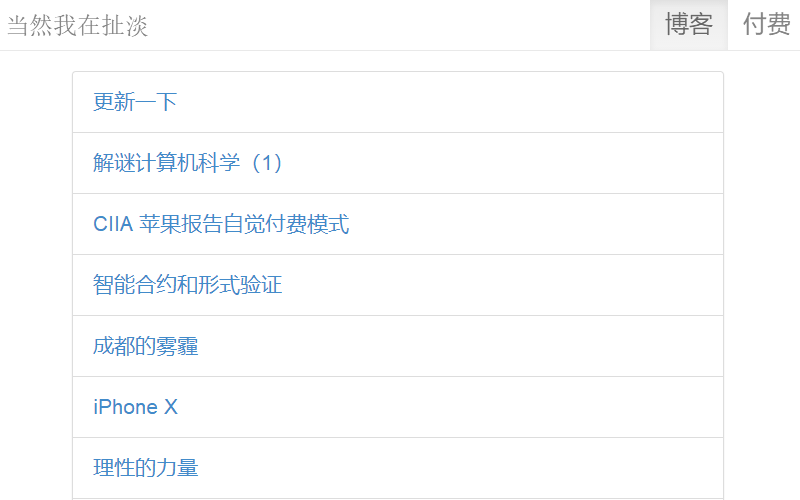 当然我在扯淡
博客 付费
更新一下
解谜计算机科学（1）
CIIA 苹果报告自觉付费模式
智能合约和形式验证
成都的雾霾
iPhone X
理性的力量